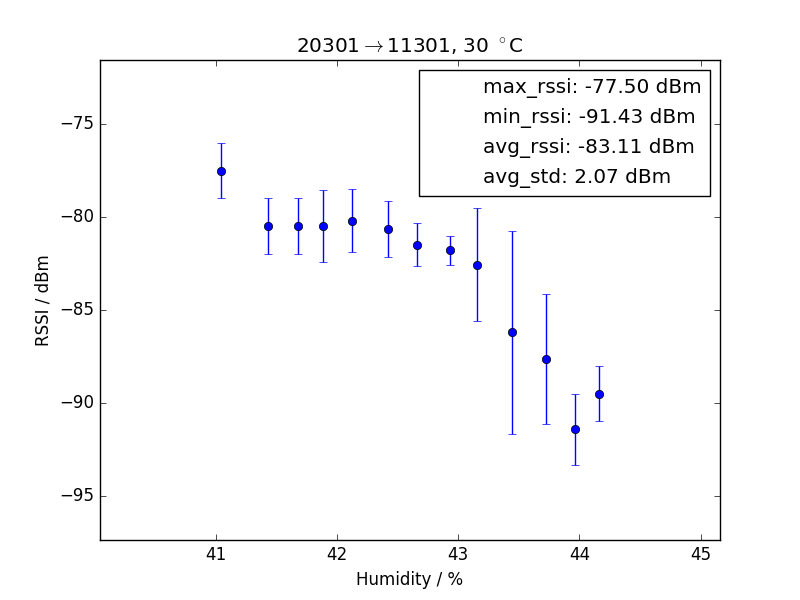 20301→11301, 30 °C
max_rssi: -77.50 dBm
min_rssi: -91.43 dBm
avg_rssi: -83.11 dBm
avg_std: 2.07 dBm
RSSI / dBm
−75
−80
−85
−90
−95
41 42 43 44 45
Humidity / %